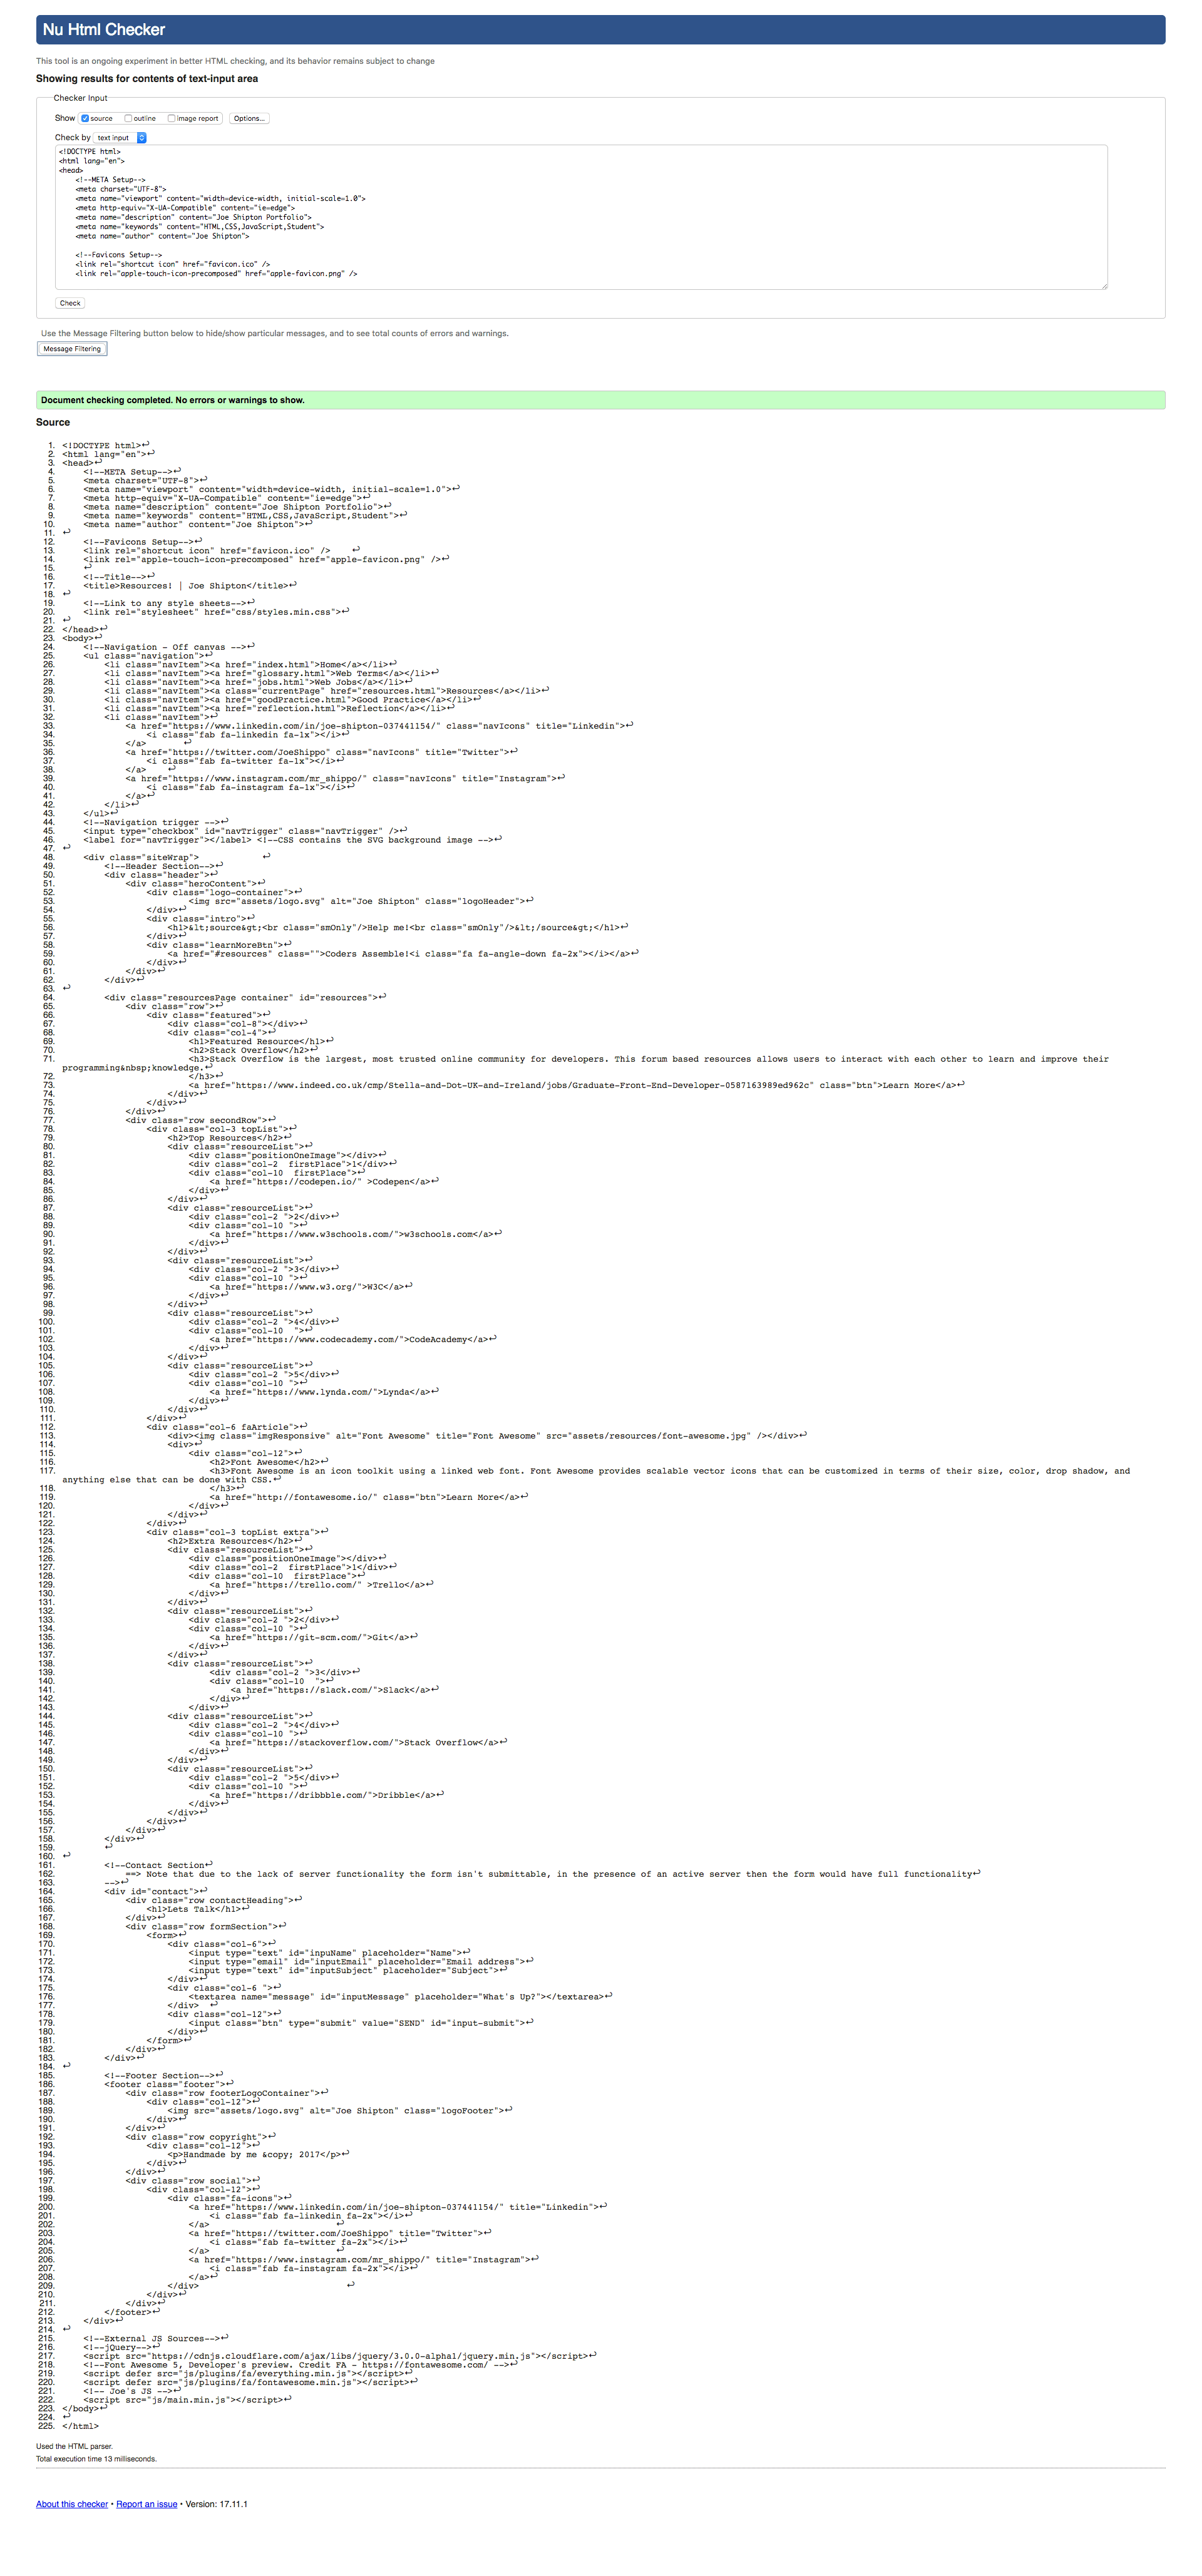 Nu Html Checker
This tool is an ongoing experiment in better HTML checking, and its behavior remains subject to change
Showing results for contents of text-input area
Checker Input
Show source outline image report Options...
Check by text input
<!DOCTYPE html>
<html lang="en">
<head>
    <!--META Setup-->
    <meta charset="UTF-8">
    <meta name="viewport" content="width=device-width, initial-scale=1.0">
    <meta http-equiv="X-UA-Compatible" content="ie=edge">
    <meta name="description" content="Joe Shipton Portfolio">
    <meta name="keywords" content="HTML,CSS,JavaScript,Student">
    <meta name="author" content="Joe Shipton">
    <!--Favicons Setup-->
    <link rel="shortcut icon" href="favicon.ico" />
    <link rel="apple-touch-icon-precomposed" href="apple-favicon.png" />
Check
Use the Message Filtering button below to hide/show particular messages, and to see total counts of errors and warnings.
Message Filtering
Document checking completed. No errors or warnings to show.
Source
1. <!DOCTYPE html>↩
2. <html lang="en">↩
3. <head>↩
4.     <!--META Setup-->↩
5.     <meta charset="UTF-8">↩
6.     <meta name="viewport" content="width=device-width, initial-scale=1.0">↩
7.     <meta http-equiv="X-UA-Compatible" content="ie=edge">↩
8.     <meta name="description" content="Joe Shipton Portfolio">↩
9.     <meta name="keywords" content="HTML,CSS,JavaScript,Student">↩
10.     <meta name="author" content="Joe Shipton">↩
11. ↩
12.     <!--Favicons Setup-->↩
13.     <link rel="shortcut icon" href="favicon.ico" />    ↩
14.     <link rel="apple-touch-icon-precomposed" href="apple-favicon.png" />↩
15.     ↩
16.     <!--Title-->↩
17.     <title>Resources! | Joe Shipton</title>↩
18. ↩
19.     <!--Link to any style sheets-->↩
20.     <link rel="stylesheet" href="css/styles.min.css">↩
21. ↩
22. </head>↩
23. <body>↩
24.     <!--Navigation - Off canvas -->↩
25.     <ul class="navigation">↩
26.         <li class="navItem"><a href="index.html">Home</a></li>↩
27.         <li class="navItem"><a href="glossary.html">Web Terms</a></li>↩
28.         <li class="navItem"><a href="jobs.html">Web Jobs</a></li>↩
29.         <li class="navItem"><a class="currentPage" href="resources.html">Resources</a></li>↩
30.         <li class="navItem"><a href="goodPractice.html">Good Practice</a></li>↩
31.         <li class="navItem"><a href="reflection.html">Reflection</a></li>↩
32.         <li class="navItem">↩
33.             <a href="https://www.linkedin.com/in/joe-shipton-037441154/" class="navIcons" title="Linkedin">↩
34.                 <i class="fab fa-linkedin fa-1x"></i>↩
35.             </a>       ↩
36.             <a href="https://twitter.com/JoeShippo" class="navIcons" title="Twitter">↩
37.                 <i class="fab fa-twitter fa-1x"></i>↩
38.             </a>    ↩
39.             <a href="https://www.instagram.com/mr_shippo/" class="navIcons" title="Instagram">↩
40.                 <i class="fab fa-instagram fa-1x"></i>↩
41.             </a>↩
42.         </li>↩
43.     </ul>↩
44.     <!--Navigation trigger -->↩
45.     <input type="checkbox" id="navTrigger" class="navTrigger" />↩
46.     <label for="navTrigger"></label> <!--CSS contains the SVG background image -->↩
47. ↩
48.     <div class="siteWrap">            ↩
49.         <!--Header Section-->↩
50.         <div class="header">↩
51.             <div class="heroContent">↩
52.                 <div class="logo-container">↩
53.                         <img src="assets/logo.svg" alt="Joe Shipton" class="logoHeader">↩
54.                 </div>↩
55.                 <div class="intro">↩
56.                     <h1>&lt;source&gt;<br class="smOnly"/>Help me!<br class="smOnly"/>&lt;/source&gt;</h1>↩
57.                 </div>↩
58.                 <div class="learnMoreBtn">↩
59.                     <a href="#resources" class="">Coders Assemble!<i class="fa fa-angle-down fa-2x"></i></a>↩
60.                 </div>↩
61.             </div>↩
62.         </div>↩
63. ↩
64.         <div class="resourcesPage container" id="resources">↩
65.             <div class="row">↩
66.                 <div class="featured">↩
67.                     <div class="col-8"></div>↩
68.                     <div class="col-4">↩
69.                         <h1>Featured Resource</h1>↩
70.                         <h2>Stack Overflow</h2>↩
71.                         <h3>Stack Overflow is the largest, most trusted online community for developers. This forum based resources allows users to interact with each other to learn and improve their
programming&nbsp;knowledge.↩
72.                         </h3>↩
73.                         <a href="https://www.indeed.co.uk/cmp/Stella-and-Dot-UK-and-Ireland/jobs/Graduate-Front-End-Developer-0587163989ed962c" class="btn">Learn More</a>↩
74.                     </div>↩
75.                 </div>↩
76.             </div>↩
77.             <div class="row secondRow">↩
78.                 <div class="col-3 topList">↩
79.                     <h2>Top Resources</h2>↩
80.                     <div class="resourceList">↩
81.                         <div class="positionOneImage"></div>↩
82.                         <div class="col-2  firstPlace">1</div>↩
83.                         <div class="col-10  firstPlace">↩
84.                             <a href="https://codepen.io/" >Codepen</a>↩
85.                         </div>↩
86.                     </div>↩
87.                     <div class="resourceList">↩
88.                         <div class="col-2 ">2</div>↩
89.                         <div class="col-10 ">↩
90.                             <a href="https://www.w3schools.com/">w3schools.com</a>↩
91.                         </div>↩
92.                     </div>↩
93.                     <div class="resourceList">↩
94.                         <div class="col-2 ">3</div>↩
95.                         <div class="col-10 ">↩
96.                             <a href="https://www.w3.org/">W3C</a>↩
97.                         </div>↩
98.                     </div>↩
99.                     <div class="resourceList">↩
100.                         <div class="col-2 ">4</div>↩
101.                         <div class="col-10  ">↩
102.                             <a href="https://www.codecademy.com/">CodeAcademy</a>↩
103.                         </div>↩
104.                     </div>↩
105.                     <div class="resourceList">↩
106.                         <div class="col-2 ">5</div>↩
107.                         <div class="col-10 ">↩
108.                             <a href="https://www.lynda.com/">Lynda</a>↩
109.                         </div>↩
110.                     </div>↩
111.                 </div>↩
112.                 <div class="col-6 faArticle">↩
113.                     <div><img class="imgResponsive" alt="Font Awesome" title="Font Awesome" src="assets/resources/font-awesome.jpg" /></div>↩
114.                     <div>↩
115.                         <div class="col-12">↩
116.                             <h2>Font Awesome</h2>↩
117.                             <h3>Font Awesome is an icon toolkit using a linked web font. Font Awesome provides scalable vector icons that can be customized in terms of their size, color, drop shadow, and
anything else that can be done with CSS.↩
118.                             </h3>↩
119.                             <a href="http://fontawesome.io/" class="btn">Learn More</a>↩
120.                         </div>↩
121.                     </div>↩
122.                 </div>↩
123.                 <div class="col-3 topList extra">↩
124.                     <h2>Extra Resources</h2>↩
125.                     <div class="resourceList">↩
126.                         <div class="positionOneImage"></div>↩
127.                         <div class="col-2  firstPlace">1</div>↩
128.                         <div class="col-10  firstPlace">↩
129.                             <a href="https://trello.com/" >Trello</a>↩
130.                         </div>↩
131.                     </div>↩
132.                     <div class="resourceList">↩
133.                         <div class="col-2 ">2</div>↩
134.                         <div class="col-10 ">↩
135.                             <a href="https://git-scm.com/">Git</a>↩
136.                         </div>↩
137.                     </div>↩
138.                     <div class="resourceList">↩
139.                             <div class="col-2 ">3</div>↩
140.                             <div class="col-10  ">↩
141.                                 <a href="https://slack.com/">Slack</a>↩
142.                             </div>↩
143.                         </div>↩
144.                     <div class="resourceList">↩
145.                         <div class="col-2 ">4</div>↩
146.                         <div class="col-10 ">↩
147.                             <a href="https://stackoverflow.com/">Stack Overflow</a>↩
148.                         </div>↩
149.                     </div>↩
150.                     <div class="resourceList">↩
151.                         <div class="col-2 ">5</div>↩
152.                         <div class="col-10 ">↩
153.                             <a href="https://dribbble.com/">Dribble</a>↩
154.                         </div>↩
155.                     </div>↩
156.                 </div>↩
157.             </div>↩
158.         </div>↩
159.         ↩
160. ↩
161.         <!--Contact Section↩
162.             ==> Note that due to the lack of server functionality the form isn't submittable, in the presence of an active server then the form would have full functionality↩
163.         -->↩
164.         <div id="contact">↩
165.             <div class="row contactHeading">↩
166.                 <h1>Lets Talk</h1>↩
167.             </div>↩
168.             <div class="row formSection">↩
169.                 <form>↩
170.                     <div class="col-6">↩
171.                         <input type="text" id="inpuName" placeholder="Name">↩
172.                         <input type="email" id="inputEmail" placeholder="Email address">↩
173.                         <input type="text" id="inputSubject" placeholder="Subject">↩
174.                     </div>↩
175.                     <div class="col-6 ">↩
176.                         <textarea name="message" id="inputMessage" placeholder="What's Up?"></textarea>↩
177.                     </div>  ↩
178.                     <div class="col-12">↩
179.                         <input class="btn" type="submit" value="SEND" id="input-submit">↩
180.                     </div>↩
181.                 </form>↩
182.             </div>↩
183.         </div>↩
184. ↩
185.         <!--Footer Section-->↩
186.         <footer class="footer">↩
187.             <div class="row footerLogoContainer">↩
188.                 <div class="col-12">↩
189.                     <img src="assets/logo.svg" alt="Joe Shipton" class="logoFooter">↩
190.                 </div>↩
191.             </div>↩
192.             <div class="row copyright">↩
193.                 <div class="col-12">↩
194.                     <p>Handmade by me &copy; 2017</p>↩
195.                 </div>↩
196.             </div>↩
197.             <div class="row social">↩
198.                 <div class="col-12">↩
199.                     <div class="fa-icons">↩
200.                         <a href="https://www.linkedin.com/in/joe-shipton-037441154/" title="Linkedin">↩
201.                             <i class="fab fa-linkedin fa-2x"></i>↩
202.                         </a>                        ↩
203.                         <a href="https://twitter.com/JoeShippo" title="Twitter">↩
204.                             <i class="fab fa-twitter fa-2x"></i>↩
205.                         </a>                        ↩
206.                         <a href="https://www.instagram.com/mr_shippo/" title="Instagram">↩
207.                             <i class="fab fa-instagram fa-2x"></i>↩
208.                         </a>↩
209.                     </div>                            ↩
210.                 </div>↩
211.             </div>↩
212.         </footer>↩
213.     </div>↩
214. ↩
215.     <!--External JS Sources-->↩
216.     <!--jQuery-->↩
217.     <script src="https://cdnjs.cloudflare.com/ajax/libs/jquery/3.0.0-alpha1/jquery.min.js"></script>↩
218.     <!--Font Awesome 5, Developer's preview. Credit FA - https://fontawesome.com/ -->↩
219.     <script defer src="js/plugins/fa/everything.min.js"></script>↩
220.     <script defer src="js/plugins/fa/fontawesome.min.js"></script>↩
221.     <!-- Joe's JS -->↩
222.     <script src="js/main.min.js"></script>↩
223. </body>↩
224. ↩
225. </html>
Used the HTML parser.
Total execution time 13 milliseconds.
About this checker • Report an issue • Version: 17.11.1